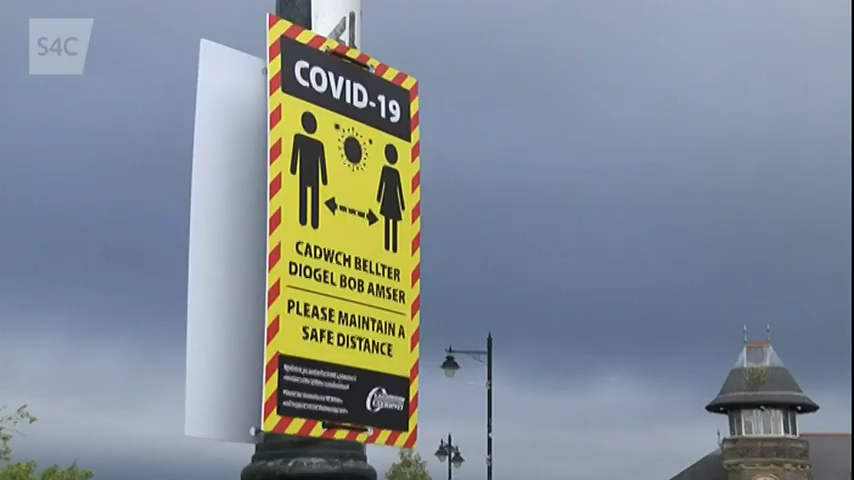 S4C
COVID-19
CADWCH BELLTER
DIOGEL BOB AMSER
PLEASE MAINTAIN A
SAFE DISTANCE